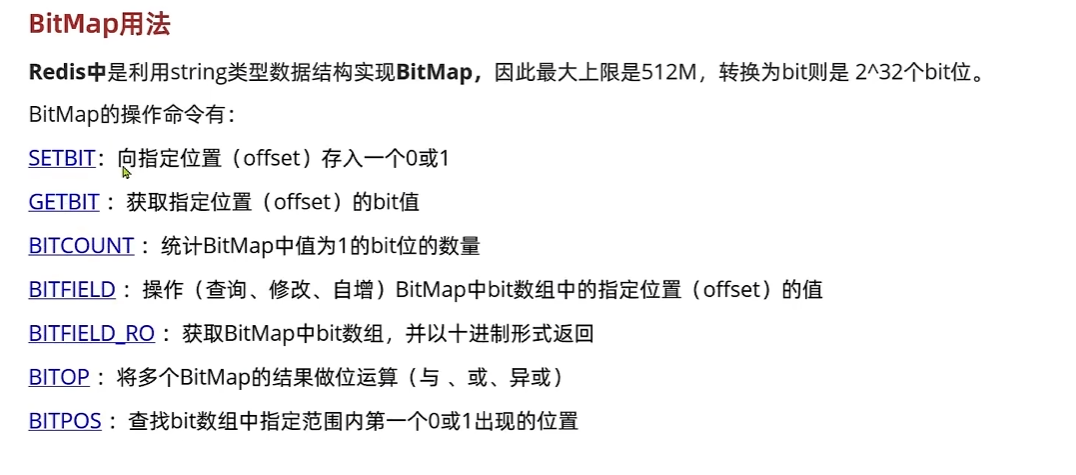 BitMap用法
Redis中是利用string类型数据结构实现BitMap，因此最大上限是512M，转换为bit则是 2^32个bit位。
BitMap的操作命令有：
SETBIT：向指定位置（offset）存入一个0或1
GETBIT ：获取指定位置（offset）的bit值
BITCOUNT ：统计BitMap中值为1的bit位的数量
BITFIELD ：操作（查询、修改、自增）BitMap中bit数组中的指定位置（offset）的值
BITFIELD_RO ：获取BitMap中bit数组，并以十进制形式返回
BITOP ：将多个BitMap的结果做位运算（与 、或、异或）
BITPOS ：查找bit数组中指定范围内第一个0或1出现的位置